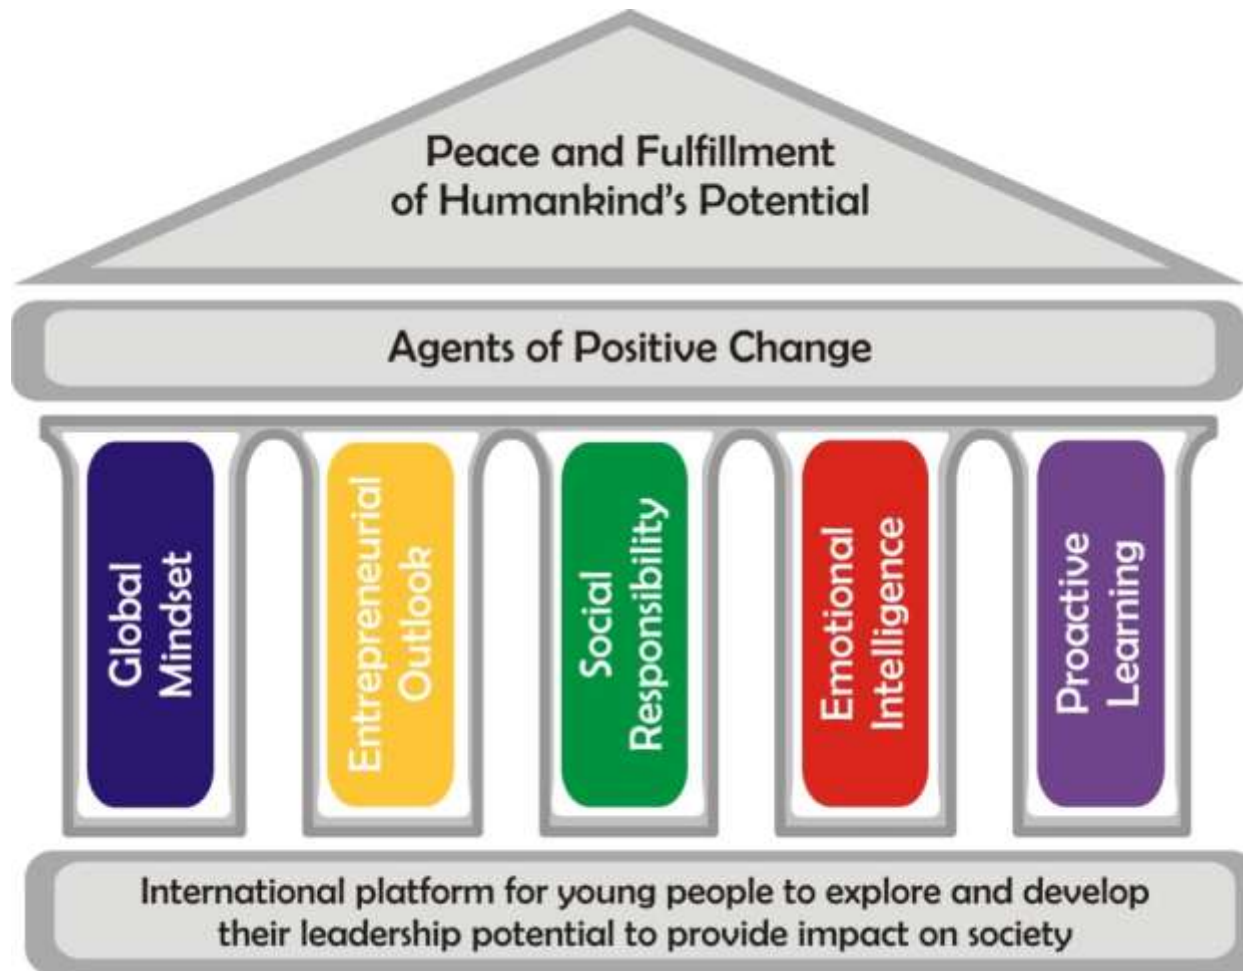 Peace and Fulfillment
of Humankind's Potential
Agents of Positive Change
Global
Mindset
Entrepreneurial
Outlook
Social
Responsibility
Emotional
Intelligence
Proactive
Learning
International platform for young people to explore and develop
their leadership potential to provide impact on society